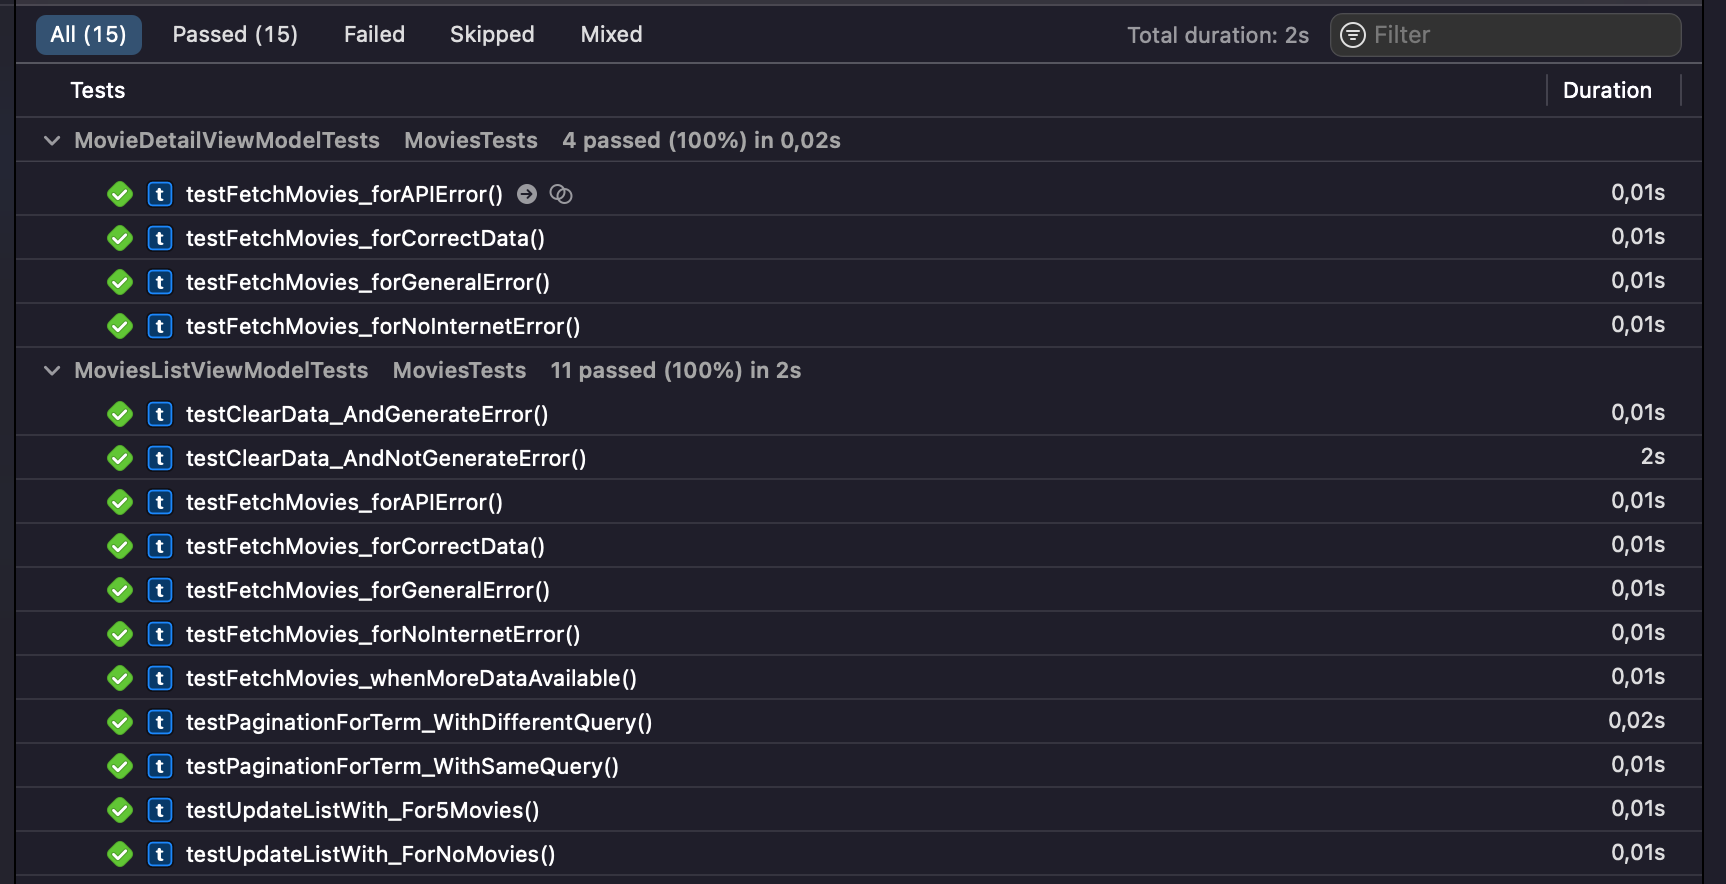 All (15) Passed (15) Failed Skipped Mixed Total duration: 2s Filter
Tests Duration
MovieDetailViewModelTests MoviesTests 4 passed (100%) in 0,02s
t testFetchMovies_forAPIError() 0,01s
t testFetchMovies_forCorrectData() 0,01s
t testFetchMovies_forGeneralError() 0,01s
t testFetchMovies_forNoInternetError() 0,01s
MoviesListViewModelTests MoviesTests 11 passed (100%) in 2s
t testClearData_AndGenerateError() 0,01s
t testClearData_AndNotGenerateError() 2s
t testFetchMovies_forAPIError() 0,01s
t testFetchMovies_forCorrectData() 0,01s
t testFetchMovies_forGeneralError() 0,01s
t testFetchMovies_forNoInternetError() 0,01s
t testFetchMovies_whenMoreDataAvailable() 0,01s
t testPaginationForTerm_WithDifferentQuery() 0,02s
t testPaginationForTerm_WithSameQuery() 0,01s
t testUpdateListWith_For5Movies() 0,01s
t testUpdateListWith_ForNoMovies() 0,01s